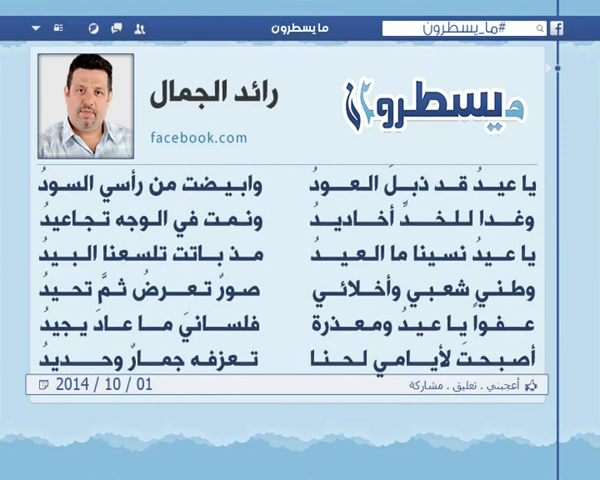 #ما_يسطرون
ما يسطرون
ما يسطرون
رائد الجمال
facebook.com
يا عيدُ قد ذبلَ العودُ وابيضت من رأسي السودُ
وغدا للخدِّ أخاديدُ ونمت في الوجه تجاعيدُ
يا عيدُ نسينا ما العيدُ مذ باتت تلسعنا البيدُ
وطني شعبي وأخلائي صورٌ تعرضُ ثمَّ تحيدُ
عفواً يا عيدُ ومعذرة فلسانيَ ما عادَ يجيدُ
أصبحتَ لأيامي لحنا تعزفه جمارٌ وحديدُ
أعجبني . تعليق . مشاركة 2014 / 10 / 01